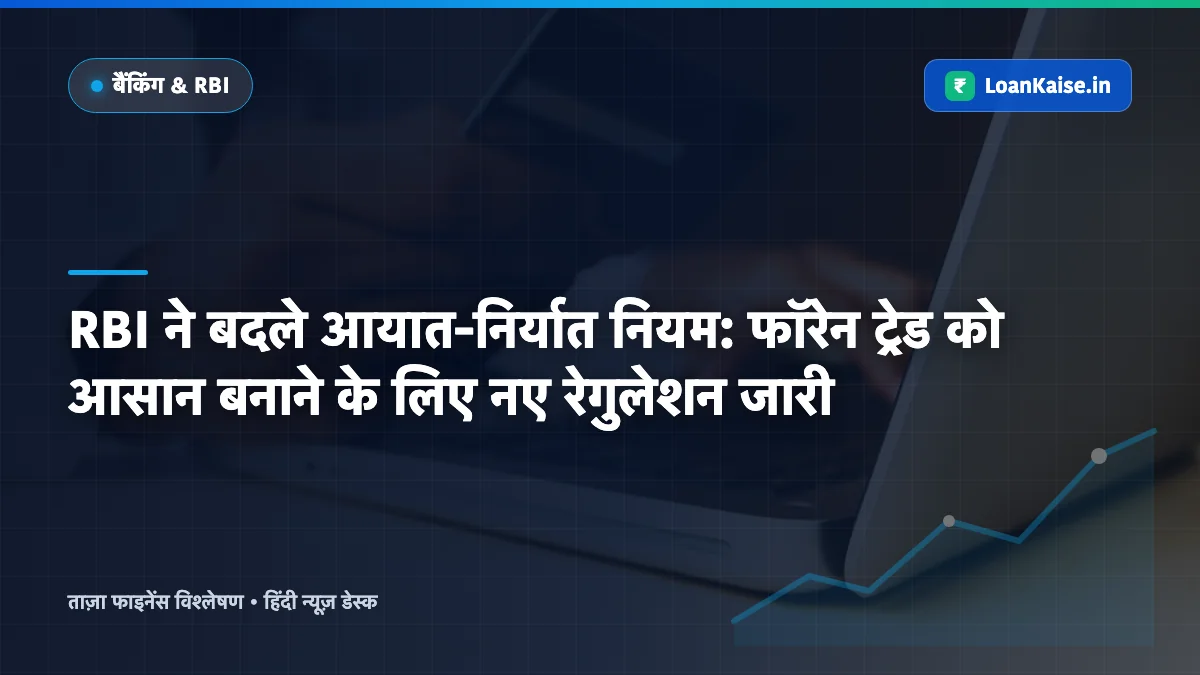 बैंकिंग & RBI
₹ LoanKaise.in
RBI ने बदले आयात-निर्यात नियम: फॉरेन ट्रेड को
आसान बनाने के लिए नए रेगुलेशन जारी
ताज़ा फाइनेंस विश्लेषण • हिंदी न्यूज़ डेस्क